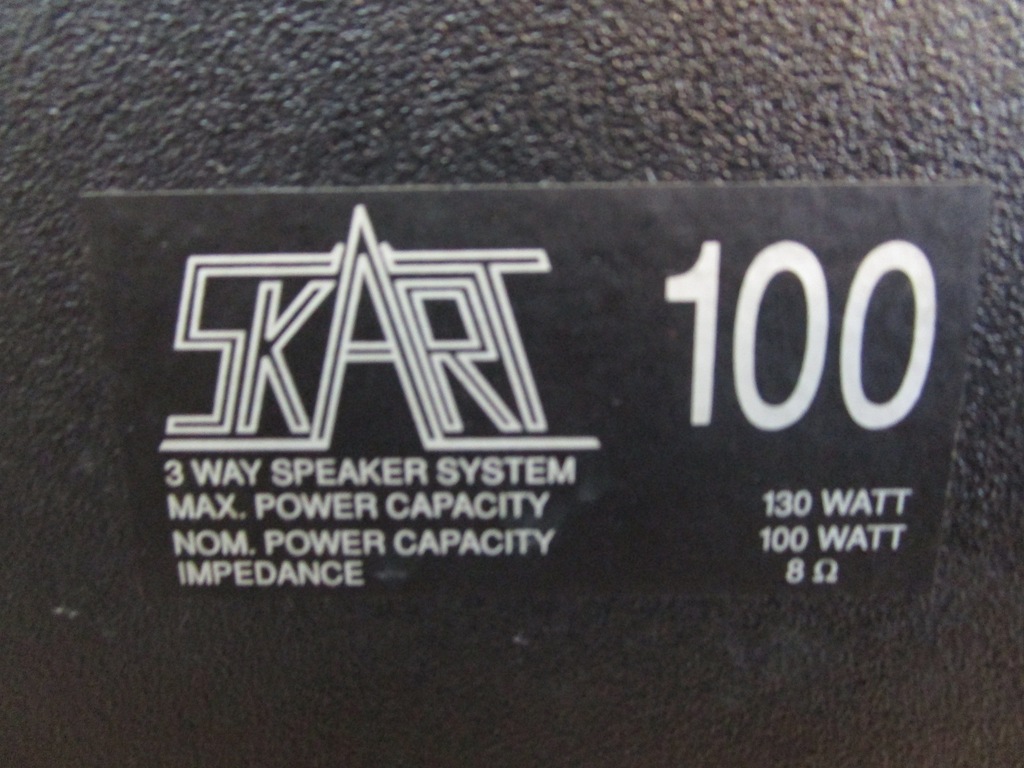 SKART 100
3 WAY SPEAKER SYSTEM
MAX. POWER CAPACITY 130 WATT
NOM. POWER CAPACITY 100 WATT
IMPEDANCE 8 Ω